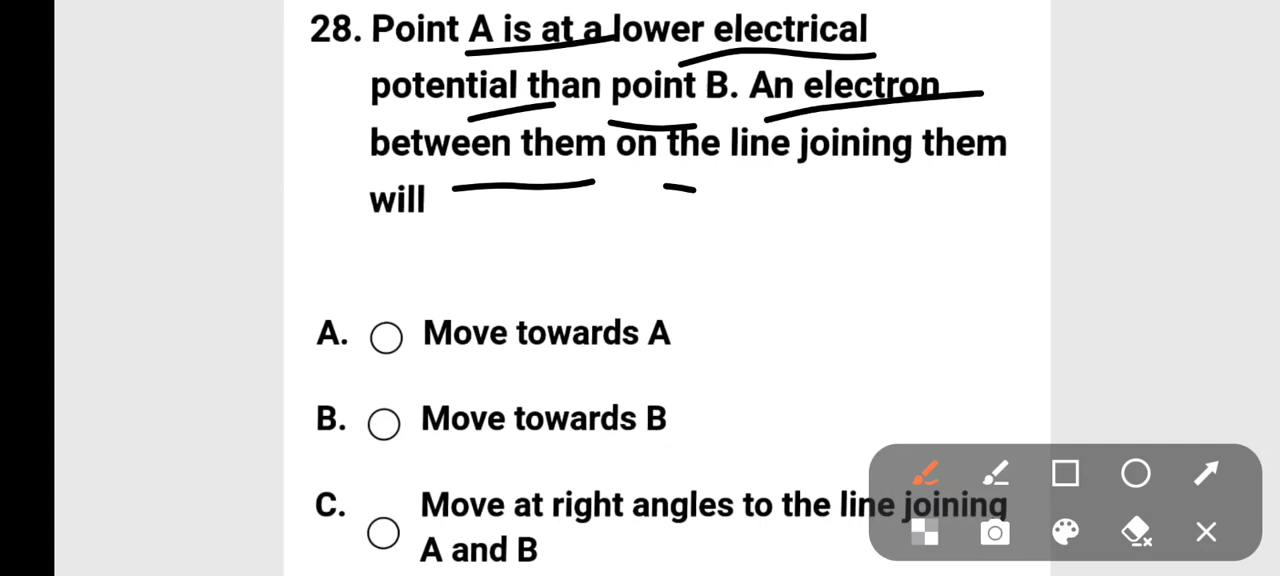 28. Point A is at a lower electrical
potential than point B. An electron
between them on the line joining them
will
A. Move towards A
B. Move towards B
C. Move at right angles to the line joining
A and B